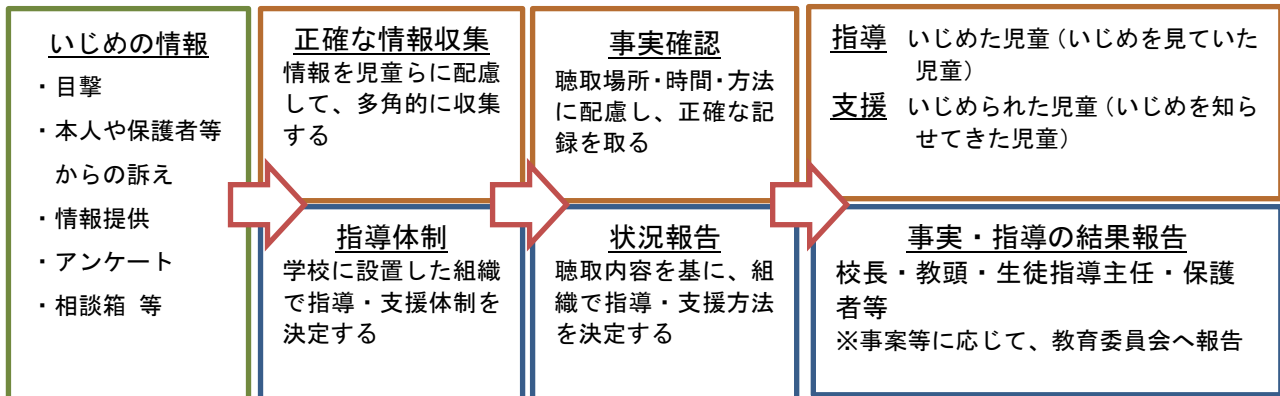 いじめの情報
・目撃
・本人や保護者等
からの訴え
・情報提供
・アンケート
・相談箱 等
正確な情報収集
情報を児童らに配慮
して、多角的に収集
する
指導体制
学校に設置した組織
で指導・支援体制を
決定する
事実確認
聴取場所・時間・方法
に配慮し、正確な記
録を取る
状況報告
聴取内容を基に、組
織で指導・支援方法
を決定する
指導 いじめた児童(いじめを見ていた
児童)
支援 いじめられた児童(いじめを知ら
せてきた児童)
事実・指導の結果報告
校長・教頭・生徒指導主任・保護
者等
※事案等に応じて、教育委員会へ報告